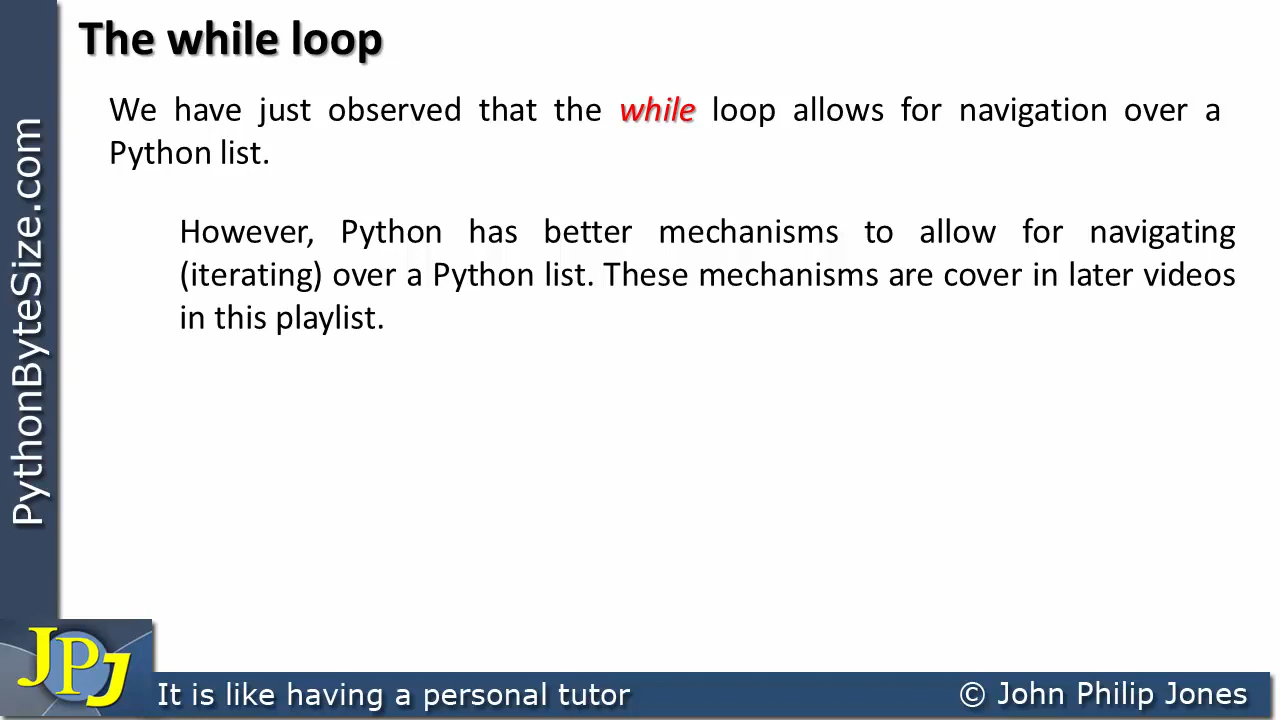 The while loop
We have just observed that the while loop allows for navigation over a
Python list.
However, Python has better mechanisms to allow for navigating
(iterating) over a Python list. These mechanisms are cover in later videos
in this playlist.
PythonByteSize.com
JPJ
It is like having a personal tutor
© John Philip Jones